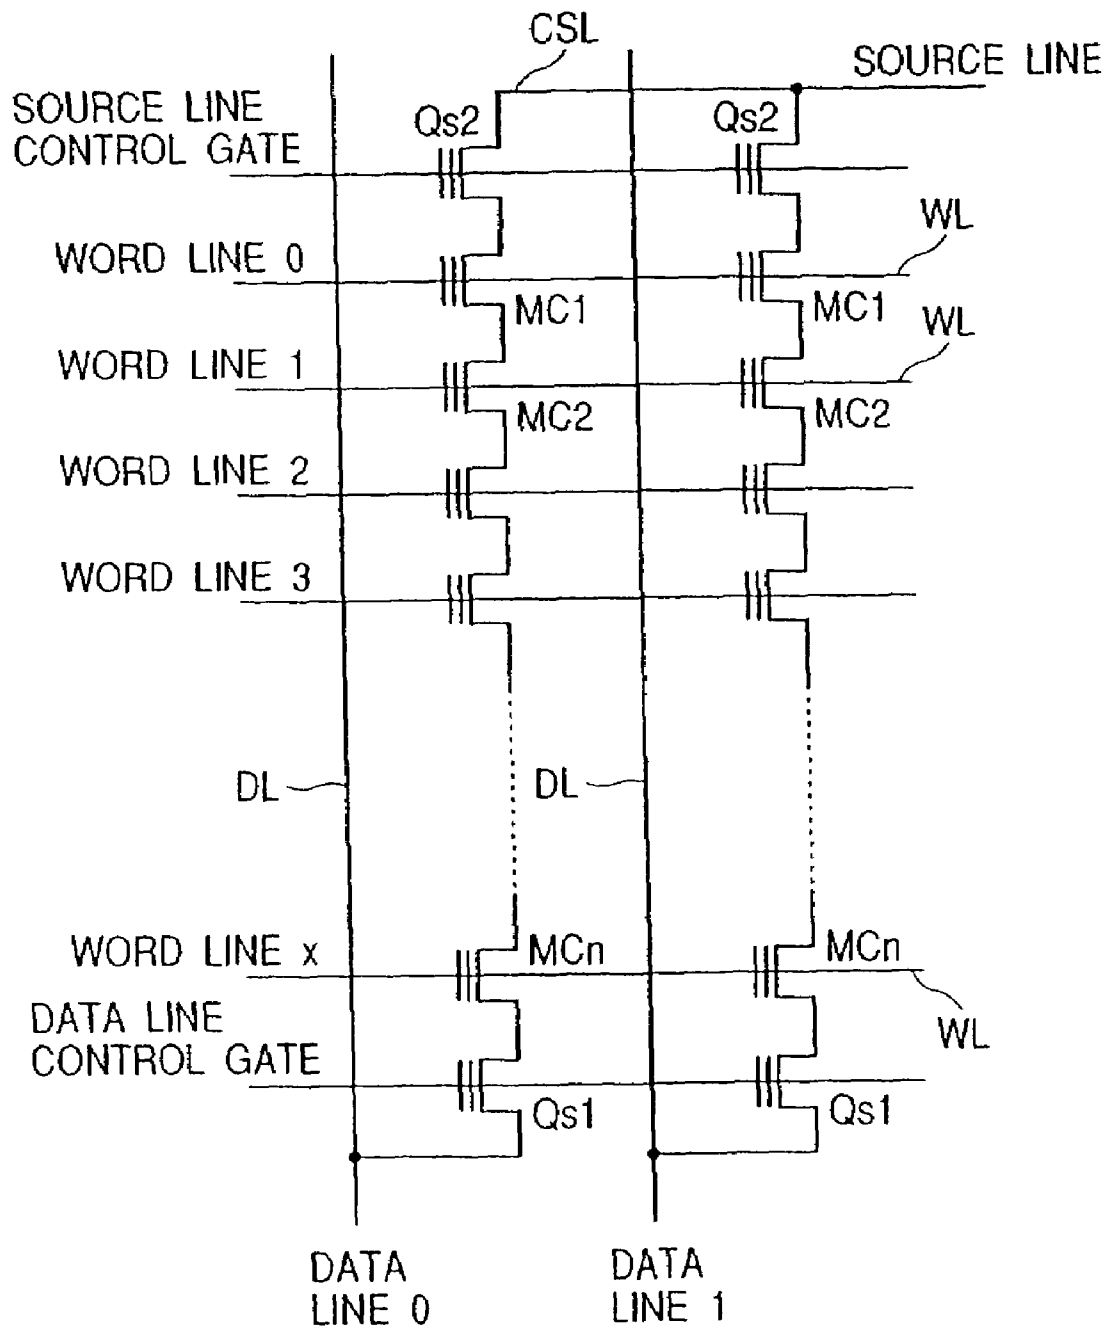 CSL
SOURCE LINE
SOURCE LINE
CONTROL GATE
Qs2
Qs2
WL
WORD LINE 0
MC1
MC1
WL
WORD LINE 1
MC2
MC2
WORD LINE 2
WORD LINE 3
DL
DL
WORD LINE x
MCn
MCn
WL
DATA LINE
CONTROL GATE
Qs1
Qs1
DATA
LINE 0
DATA
LINE 1